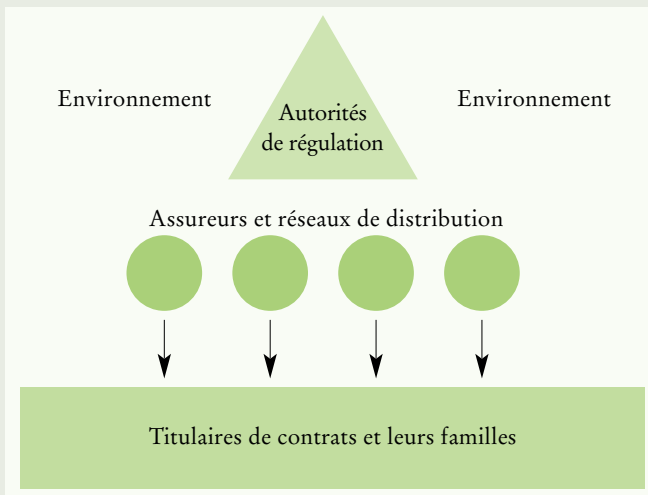 Environnement
Environnement
Autorités
de régulation
Assureurs et réseaux de distribution
Titulaires de contrats et leurs familles